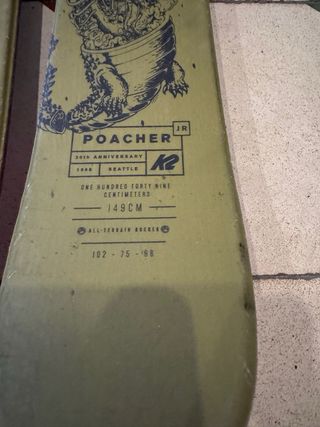 POACHER JR
30TH ANNIVERSARY
1988 SEATTLE K2
ONE HUNDRED FORTY NINE
CENTIMETERS
149CM
ALL-TERRAIN ROCKER
102 - 75 - 98